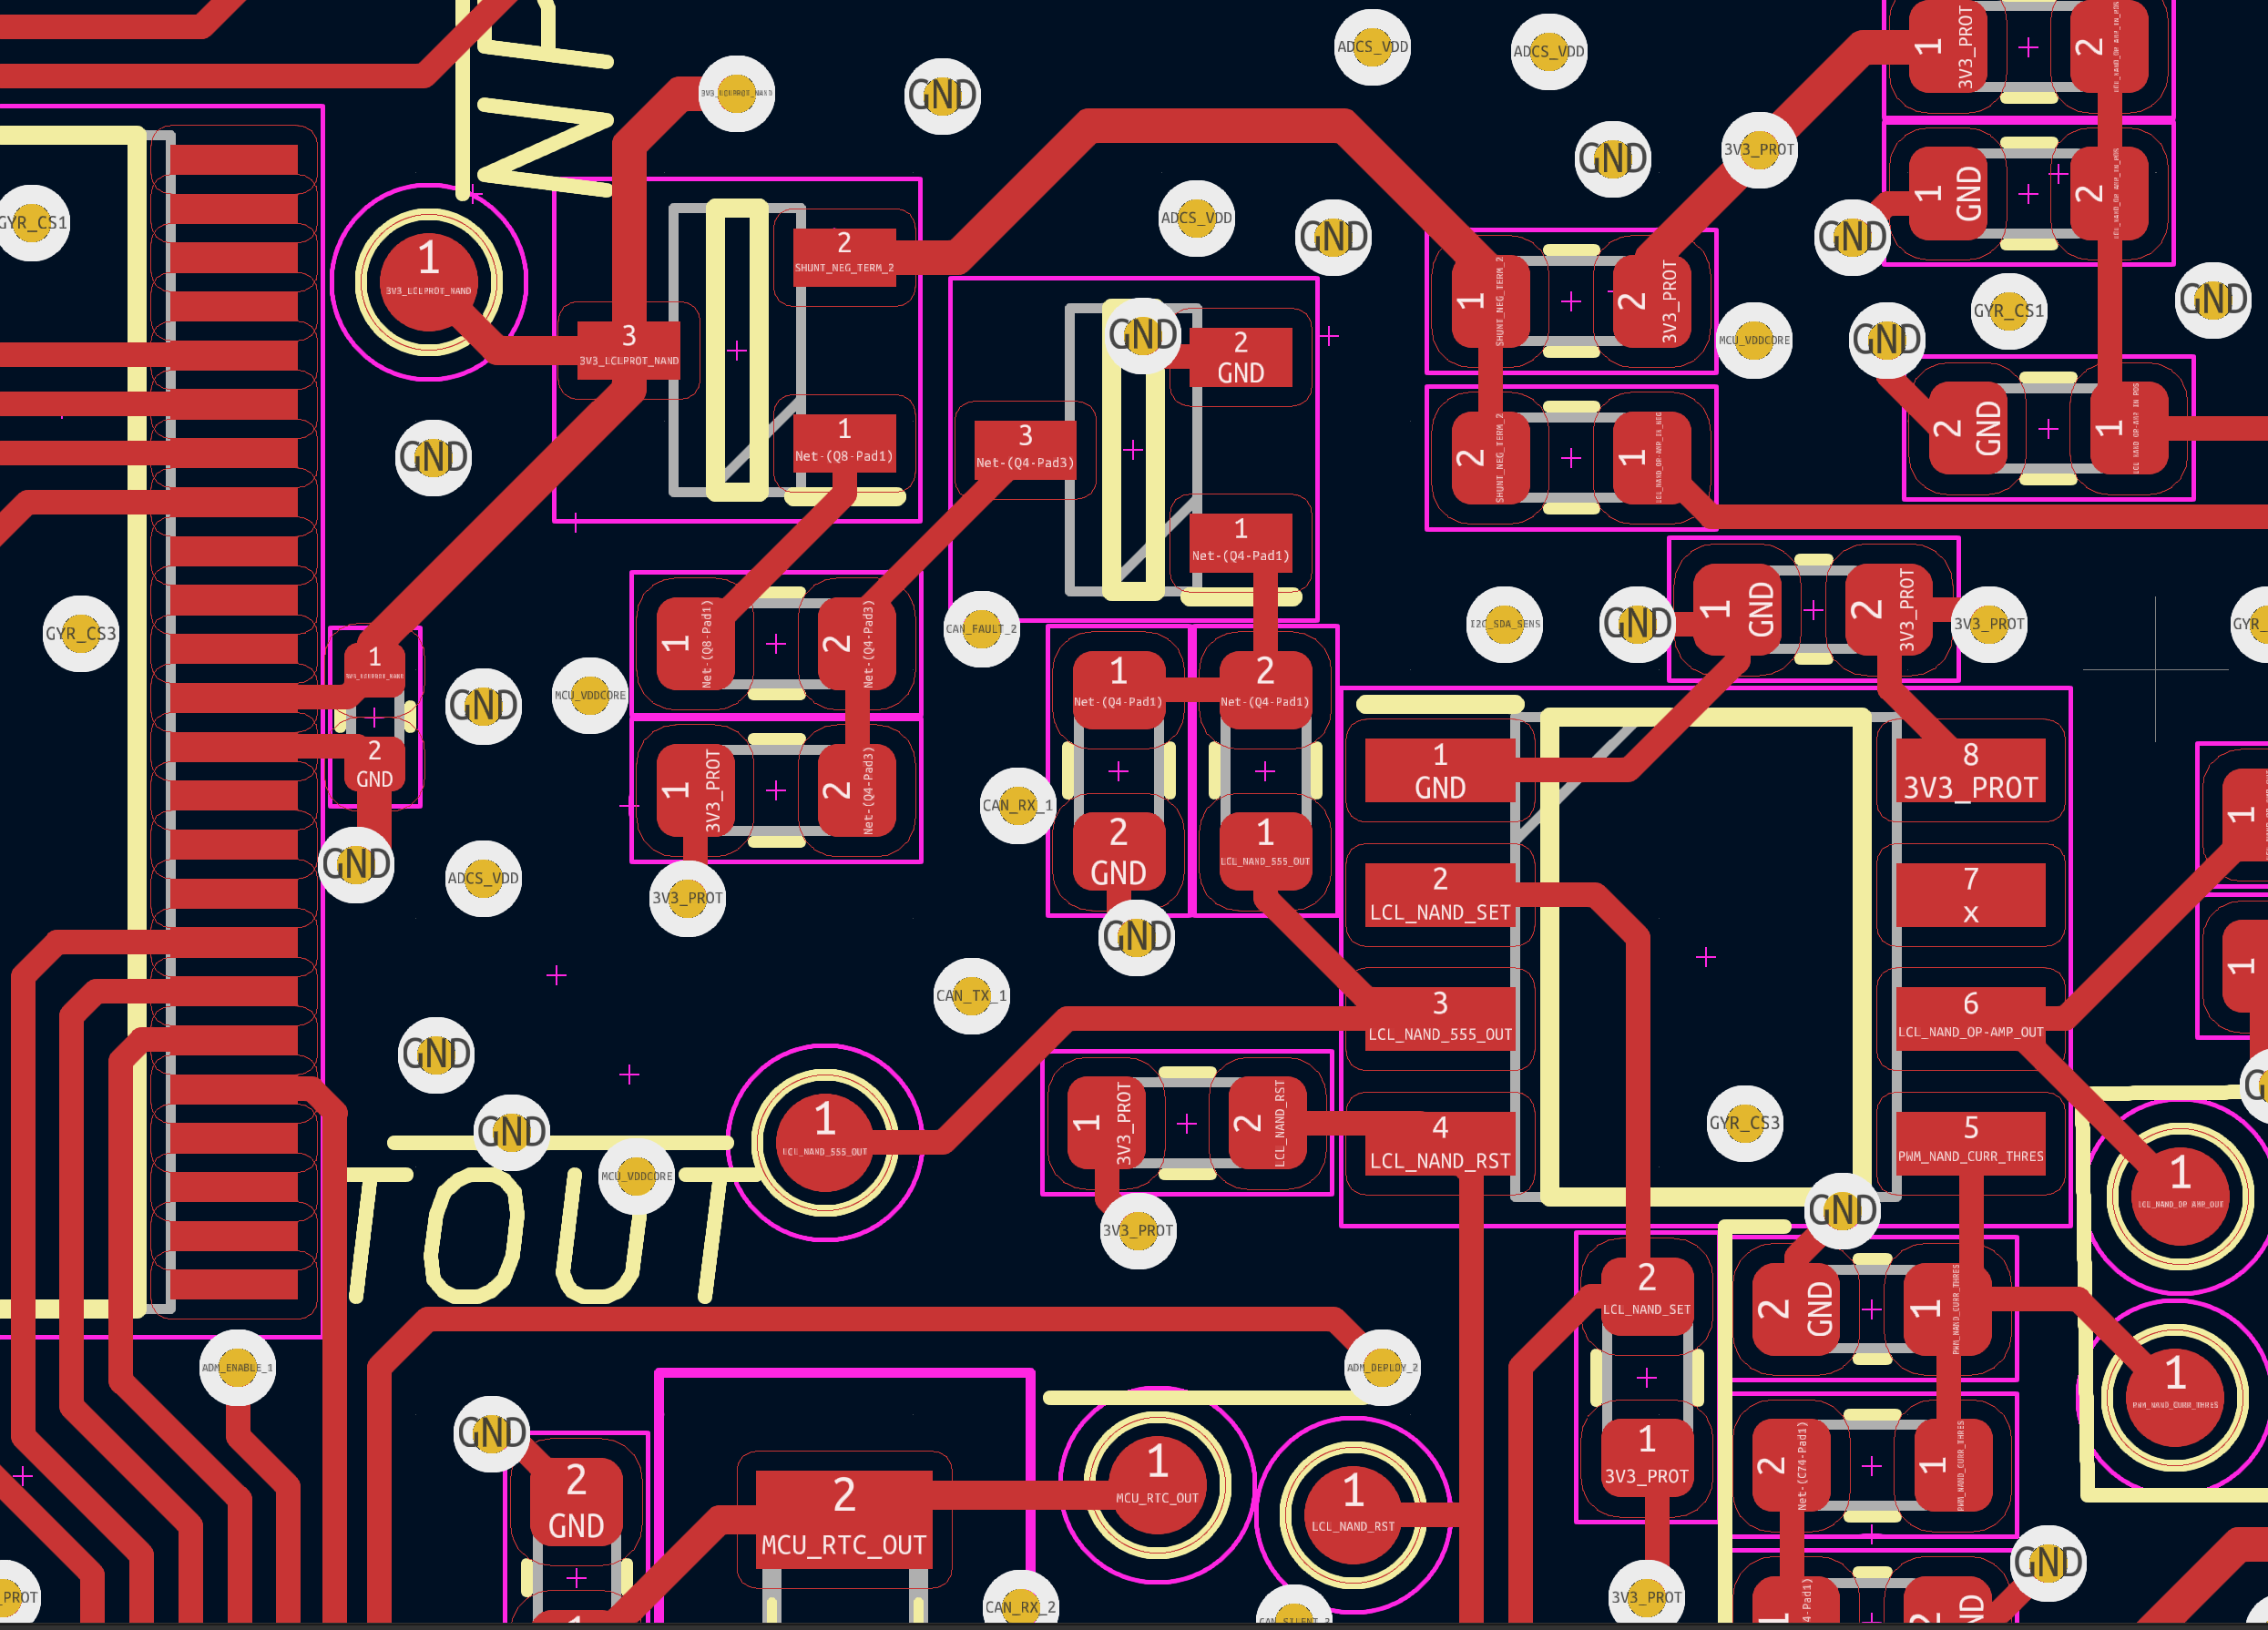 ADCS_VDD
ADCS_VDD
1
3V3_PROT
2
3V3_LCLPROT_NAND
GND
GND
3V3_PROT
1
GND
2
GYR_CS1
ADCS_VDD
GND
GND
1
3V3_LCLPROT_NAND
2
SHUNT_NEG_TERM_2
1
SHUNT_NEG_TERM_2
2
3V3_PROT
GYR_CS1
GND
MCU_VDDCORE
GND
3
3V3_LCLPROT_NAND
GND
2
GND
GND
1
Net-(Q8-Pad1)
3
Net-(Q4-Pad3)
2
SHUNT_NEG_TERM_2
1
2
GND
1
1
Net-(Q4-Pad1)
GYR_CS3
1
Net-(Q8-Pad1)
2
Net-(Q4-Pad3)
CAN_FAULT_2
I2C_SDA_SENS
GND
1
GND
2
3V3_PROT
3V3_PROT
1
GND
MCU_VDDCORE
1
Net-(Q4-Pad1)
2
Net-(Q4-Pad1)
2
GND
1
3V3_PROT
2
Net-(Q4-Pad3)
CAN_RX_1
1
GND
8
3V3_PROT
1
GND
ADCS_VDD
3V3_PROT
2
GND
1
LCL_NAND_555_OUT
2
LCL_NAND_SET
7
x
GND
1
CAN_TX_1
3
LCL_NAND_555_OUT
6
LCL_NAND_OP-AMP_OUT
GND
GND
1
LCL_NAND_555_OUT
1
3V3_PROT
2
LCL_NAND_RST
4
LCL_NAND_RST
GYR_CS3
5
PWM_NAND_CURR_THRES
MCU_VDDCORE
TOUT
3V3_PROT
GND
1
LCL_NAND_OP-AMP_OUT
2
LCL_NAND_SET
2
GND
1
PWM_NAND_CURR_THRES
ADM_ENABLE_1
ADM_DEPLOY_2
1
PWM_NAND_CURR_THRES
GND
2
GND
2
MCU_RTC_OUT
1
MCU_RTC_OUT
1
LCL_NAND_RST
1
3V3_PROT
2
Net-(C74-Pad1)
1
PWM_NAND_CURR_THRES
GND
CAN_RX_2
3V3_PROT